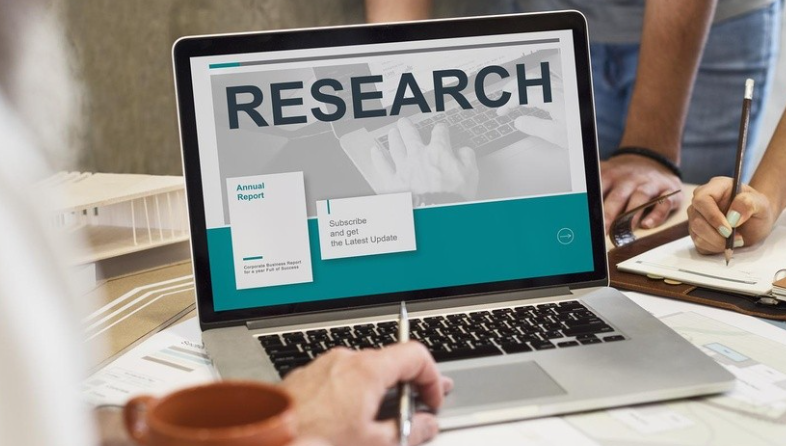 RESEARCH
Annual
Report
Subscribe
and get
the Latest Update
Corporate Business Report
for a year Full of Success